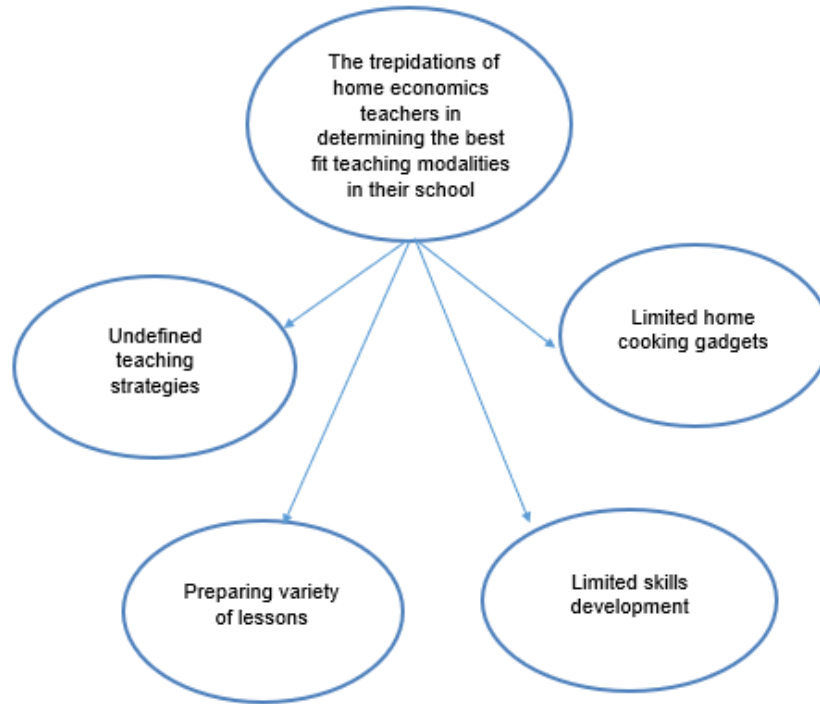 The trepidations of
home economics
teachers in
determining the best
fit teaching modalities
in their school
Undefined
teaching
strategies
Limited home
cooking gadgets
Preparing variety
of lessons
Limited skills
development